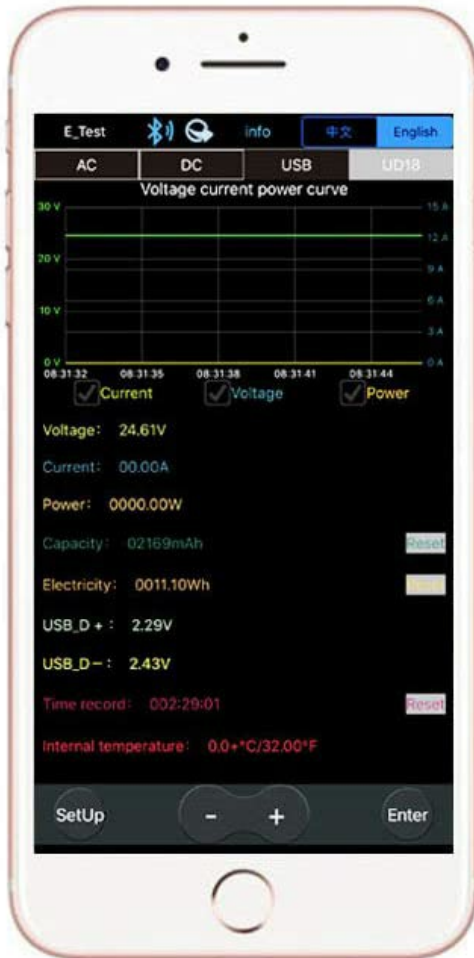 E_Test info 中文 English
AC DC USB UD18
Voltage current power curve
30 V 15 A
12 A
20 V
9 A
10 V 6 A
3 A
0 V 0 A
08:31:32 08:31:35 08:31:38 08:31:41 08:31:44
Current Voltage Power
Voltage: 24.61V
Current: 00.00A
Power: 0000.00W
Capacity: 02169mAh Reset
Electricity: 0011.10Wh Reset
USB_D+: 2.29V
USB_D−: 2.43V
Time record: 002:29:01 Reset
Internal temperature: 0.0+°C/32.00°F
SetUp - + Enter